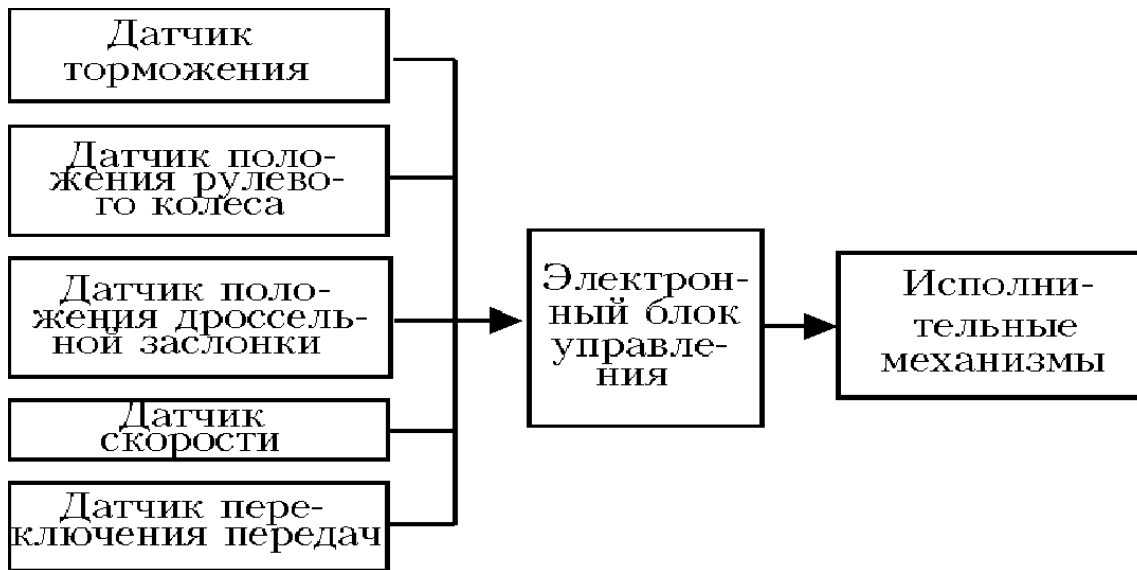 Датчик
торможения
Датчик поло-
жения рулево-
го колеса
Датчик поло-
жения дроссель-
ной заслонки
Датчик
скорости
Датчик пере-
ключения передач
Электрон-
ный блок
управле-
ния
Исполни-
тельные
механизмы